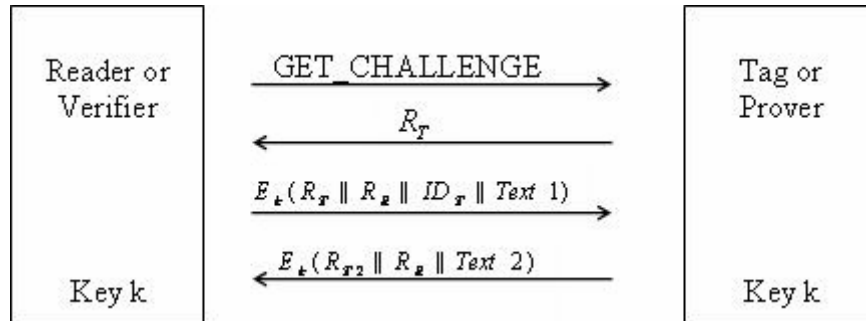 Reader or
Verifier
Key k
GET_CHALLENGE
R_T
E_k(R_T || R_R || ID_T || Text 1)
E_k(R_T2 || R_R || Text 2)
Tag or
Prover
Key k